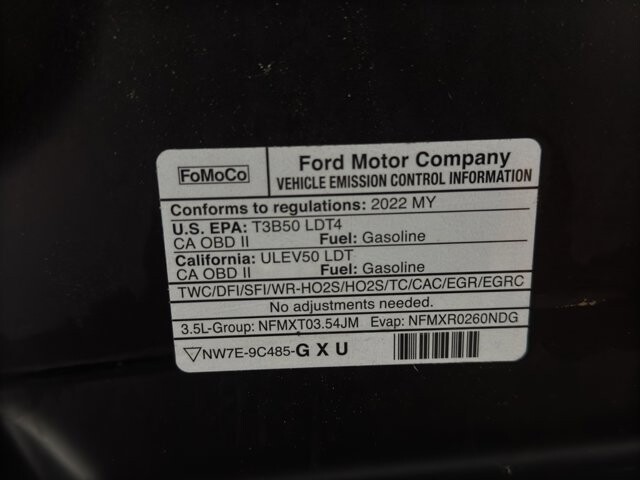 FoMoCo
Ford Motor Company
VEHICLE EMISSION CONTROL INFORMATION
Conforms to regulations: 2022 MY
U.S. EPA: T3B50 LDT4
CA OBD II Fuel: Gasoline
California: ULEV50 LDT
CA OBD II Fuel: Gasoline
TWC/DFI/SFI/WR-HO2S/HO2S/TC/CAC/EGR/EGRC
No adjustments needed.
3.5L-Group: NFMXT03.54JM Evap: NFMXR0260NDG
▽NW7E-9C485-G X U